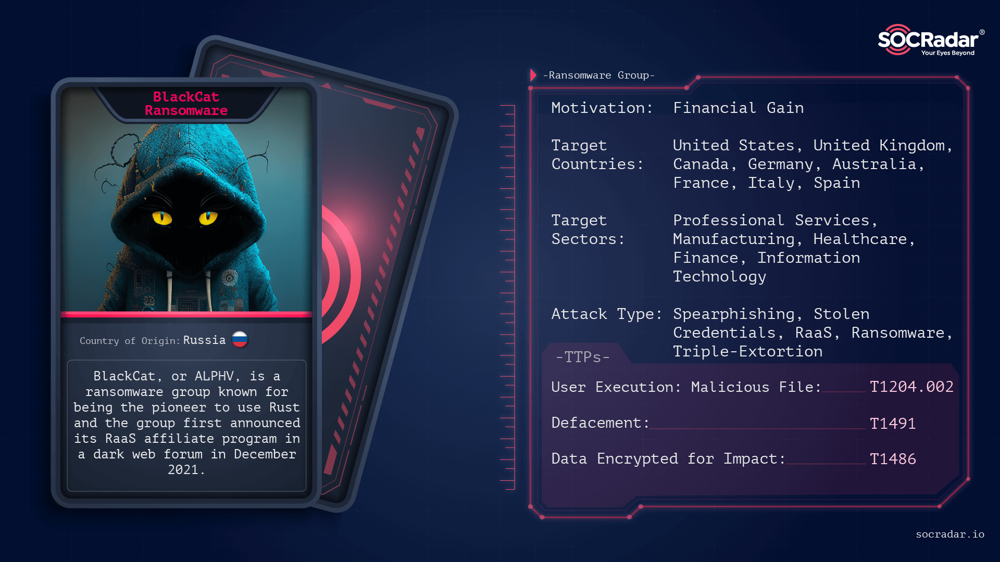 SOCRadar®
Your Eyes Beyond
BlackCat
Ransomware
Country of Origin: Russia
BlackCat, or ALPHV, is a
ransomware group known for
being the pioneer to use Rust
and the group first announced
its RaaS affiliate program in
a dark web forum in December
2021.
-Ransomware Group-
Motivation: Financial Gain
Target Countries: United States, United Kingdom,
Canada, Germany, Australia,
France, Italy, Spain
Target Sectors: Professional Services,
Manufacturing, Healthcare,
Finance, Information
Technology
Attack Type: Spearphishing, Stolen
Credentials, RaaS, Ransomware,
Triple-Extortion
-TTPs-
User Execution: Malicious File: T1204.002
Defacement: T1491
Data Encrypted for Impact: T1486
socradar.io